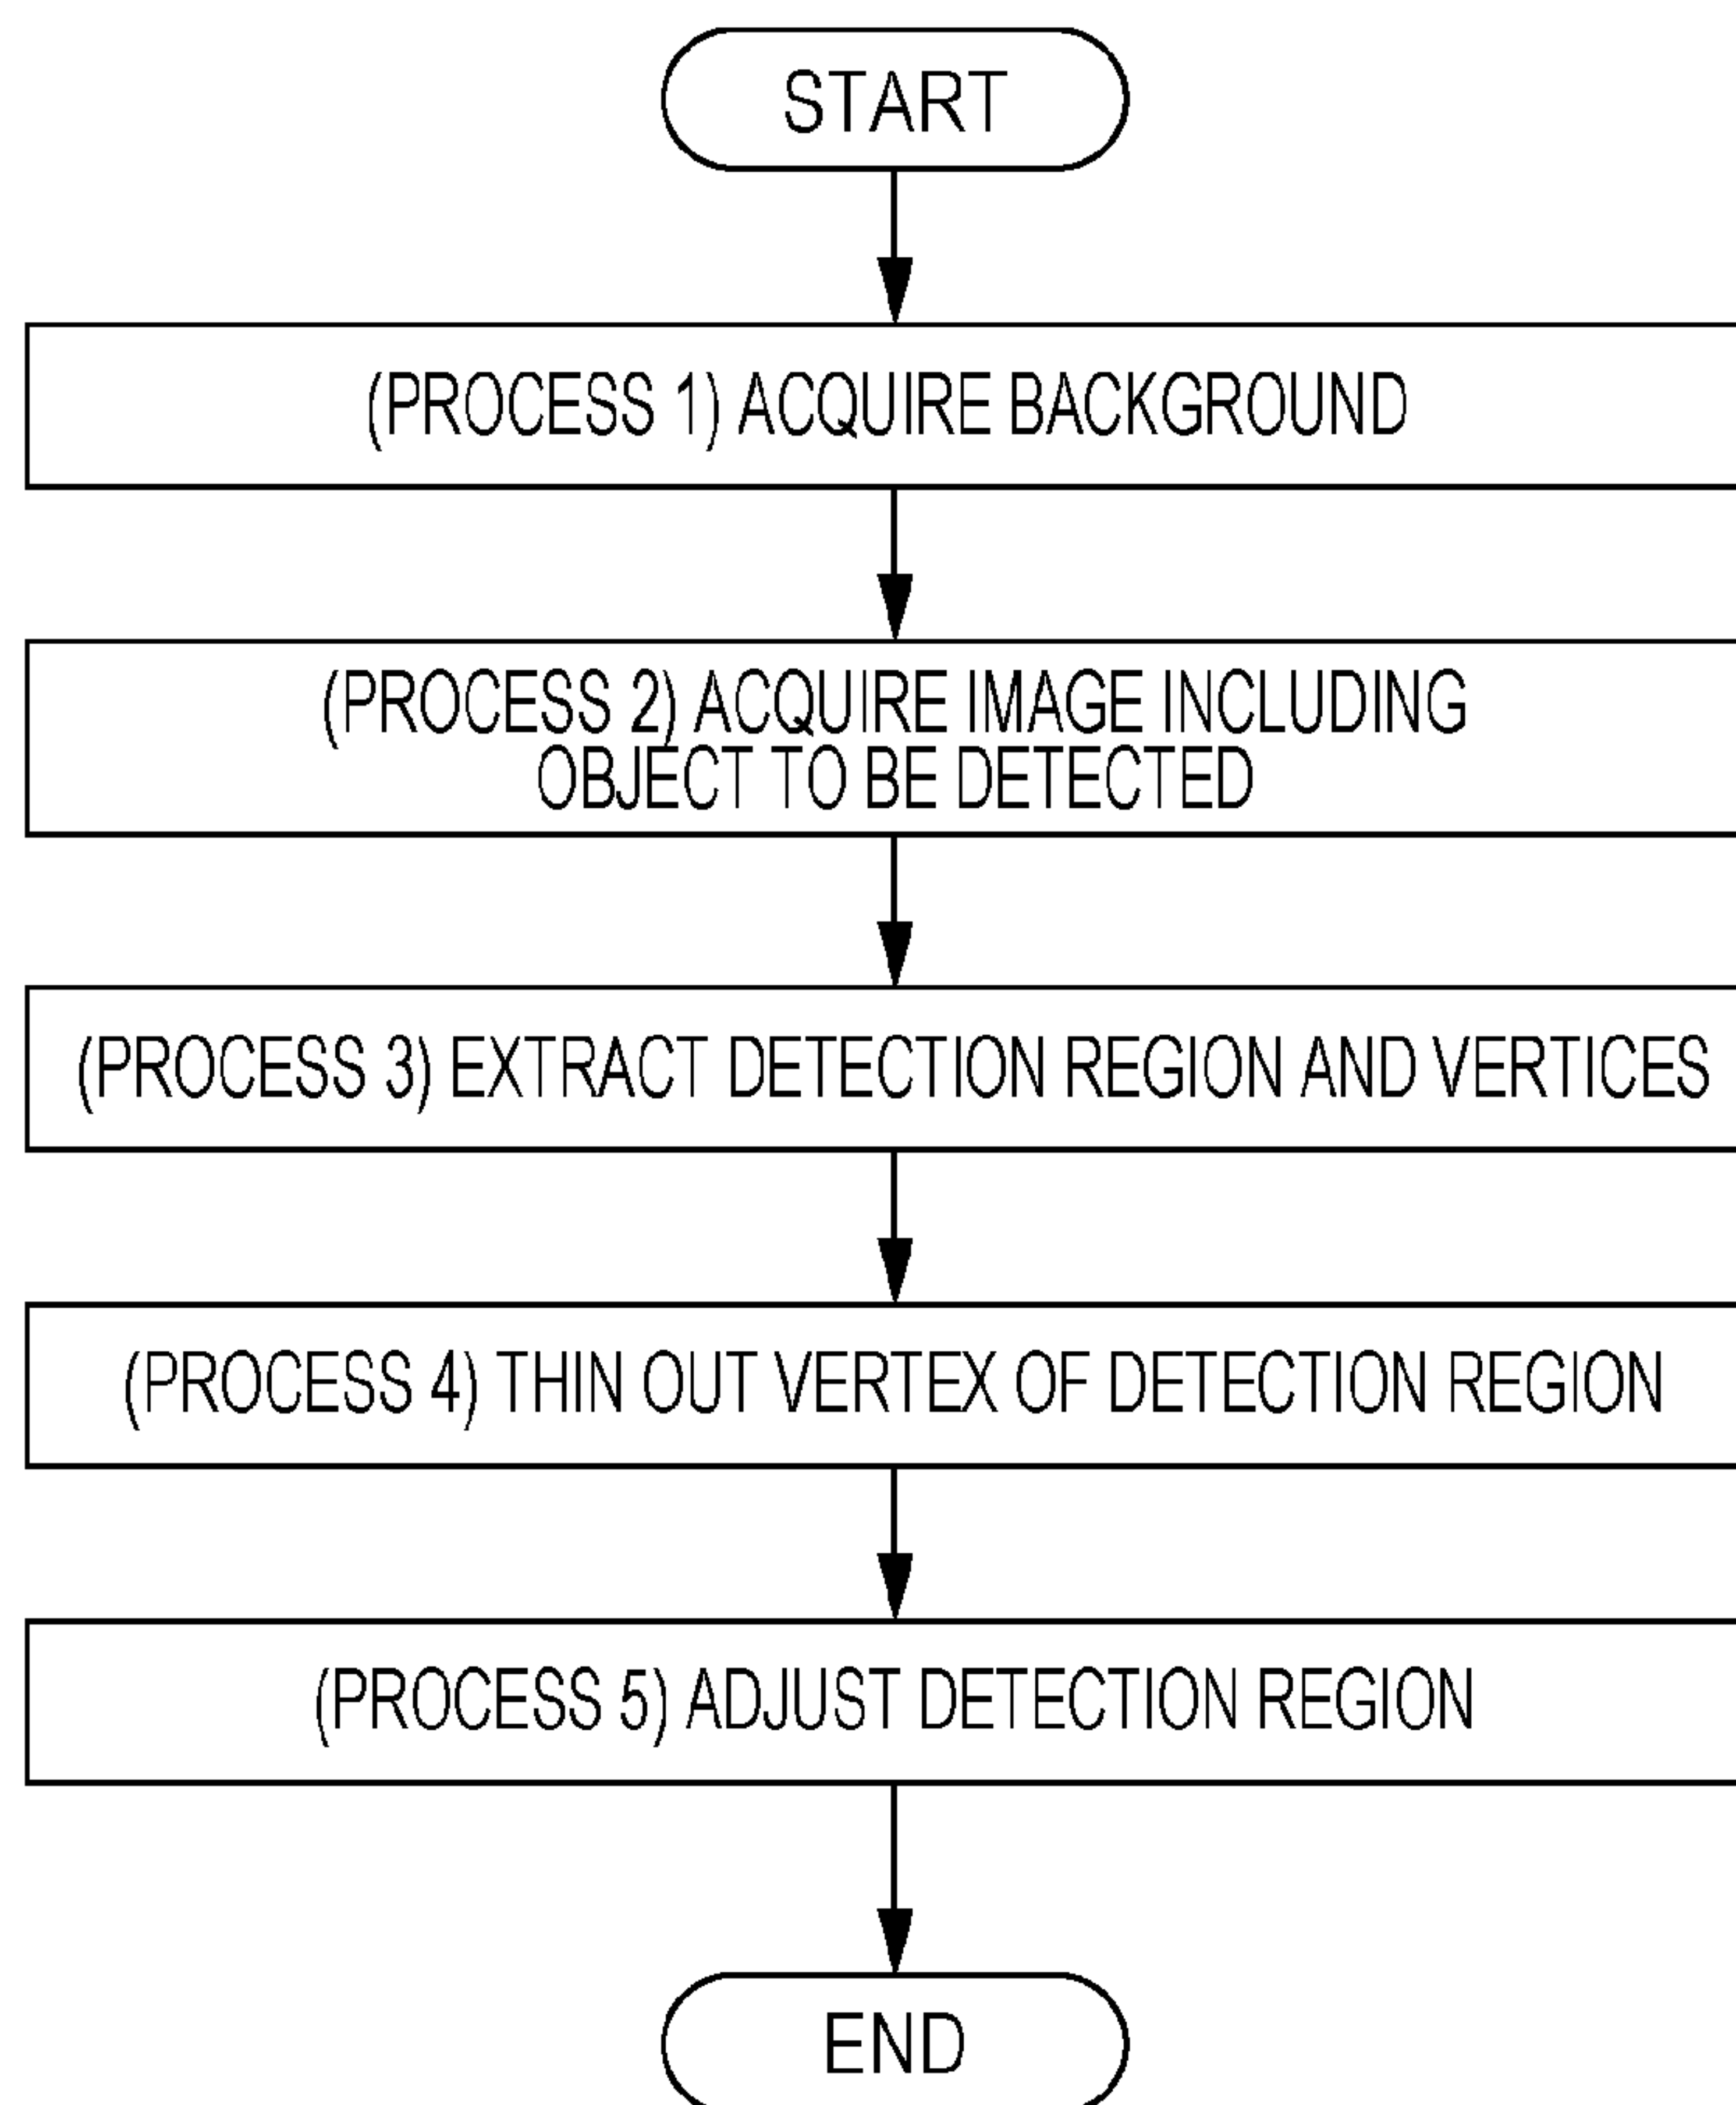 START
(PROCESS 1) ACQUIRE BACKGROUND
(PROCESS 2) ACQUIRE IMAGE INCLUDING
OBJECT TO BE DETECTED
(PROCESS 3) EXTRACT DETECTION REGION AND VERTICES
(PROCESS 4) THIN OUT VERTEX OF DETECTION REGION
(PROCESS 5) ADJUST DETECTION REGION
END